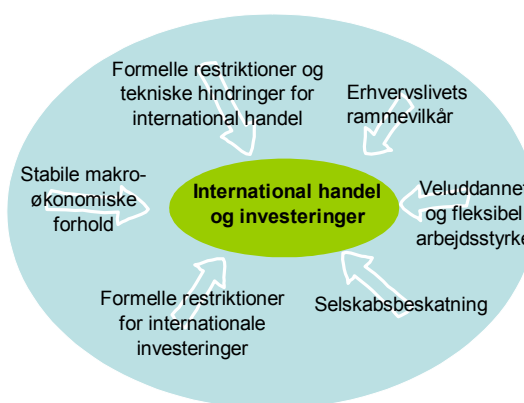 Formelle restriktioner og
tekniske hindringer for
international handel
Erhvervslivets
rammevilkår
Stabile makro-
økonomiske
forhold
International handel
og investeringer
Veluddannet
og fleksibel
arbejdsstyrke
Formelle restriktioner
for internationale
investeringer
Selskabsbeskatning